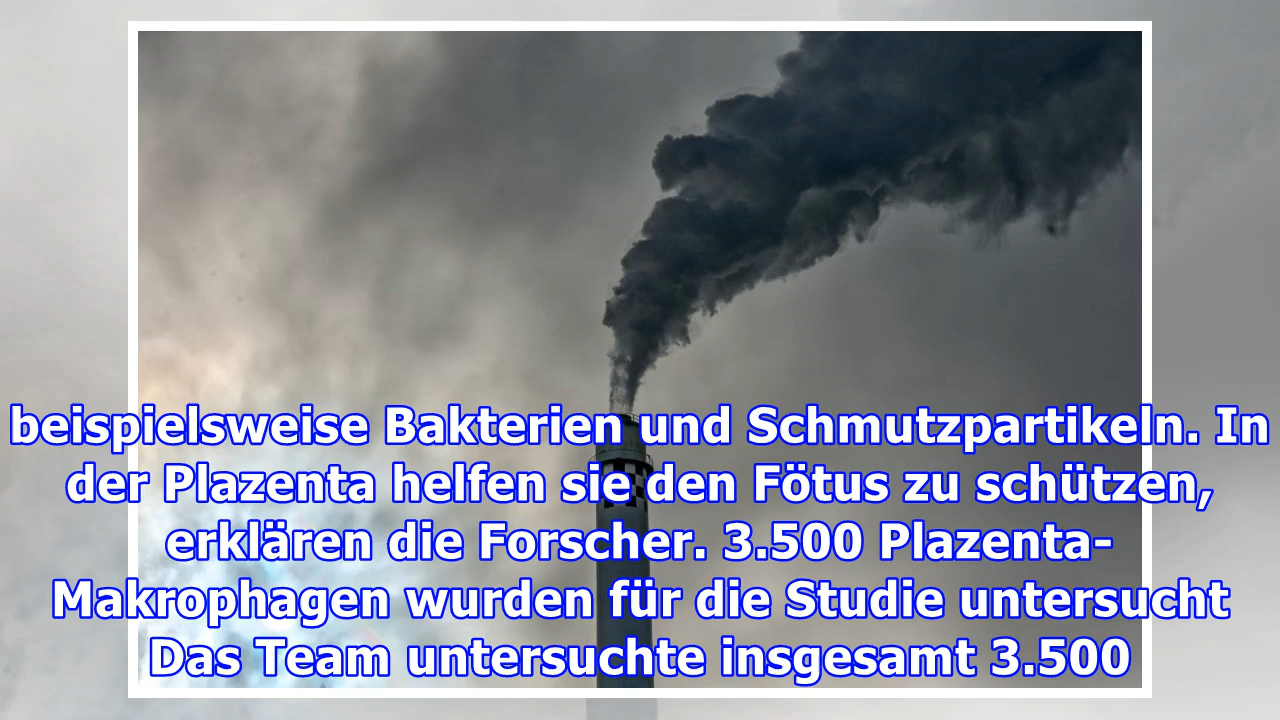 beispielsweise Bakterien und Schmutzpartikeln. In
der Plazenta helfen sie den Fötus zu schützen,
erklären die Forscher. 3.500 Plazenta-
Makrophagen wurden für die Studie untersucht
Das Team untersuchte insgesamt 3.500